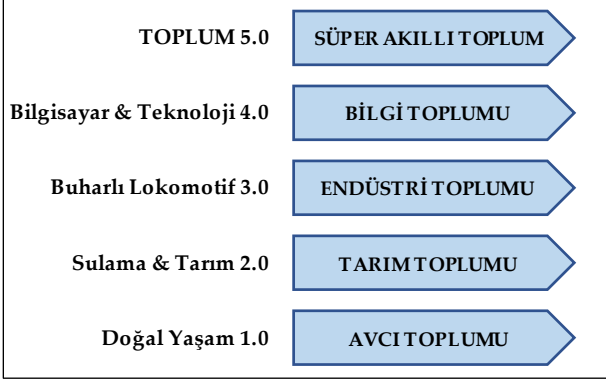 TOPLUM 5.0 SÜPER AKILLI TOPLUM
Bilgisayar & Teknoloji 4.0 BİLGİ TOPLUMU
Buharlı Lokomotif 3.0 ENDÜSTRİ TOPLUMU
Sulama & Tarım 2.0 TARIM TOPLUMU
Doğal Yaşam 1.0 AVCI TOPLUMU